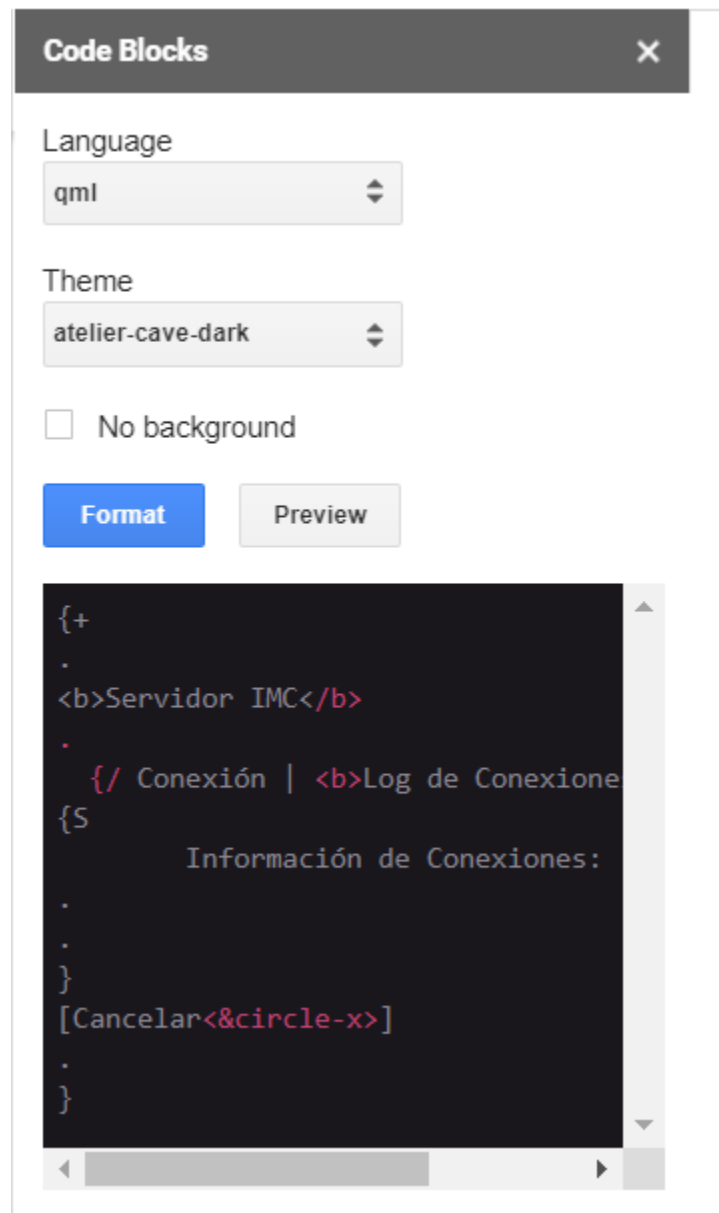 Code Blocks ×
Language
qml
Theme
atelier-cave-dark
No background
Format Preview
{+
.
<b>Servidor IMC</b>
.
{/ Conexión | <b>Log de Conexione
{S
Información de Conexiones:
.
.
}
[Cancelar<&circle-x>]
.
}